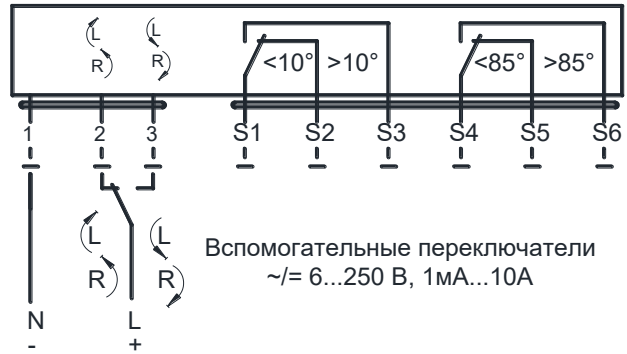 L L
R R
<10° >10° <85° >85°
1 2 3 S1 S2 S3 S4 S5 S6
L L
R R
Вспомогательные переключатели
~/= 6...250 В, 1мА...10А
N L
- +